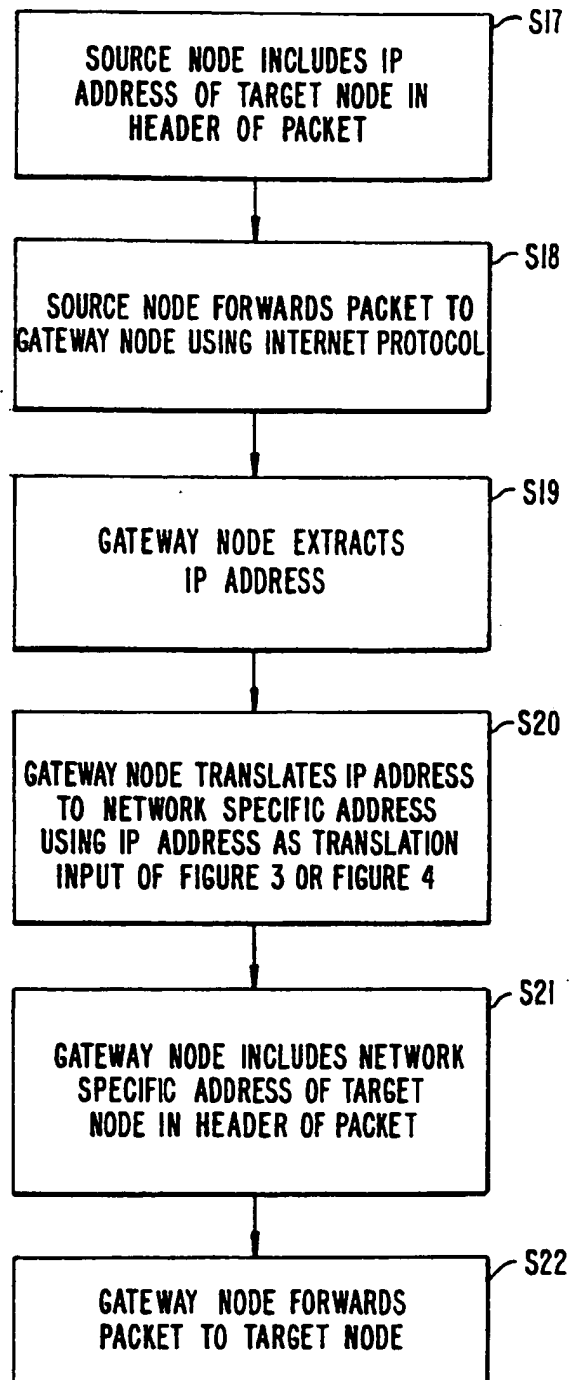 S17
SOURCE NODE INCLUDES IP
ADDRESS OF TARGET NODE IN
HEADER OF PACKET
S18
SOURCE NODE FORWARDS PACKET TO
GATEWAY NODE USING INTERNET PROTOCOL
S19
GATEWAY NODE EXTRACTS
IP ADDRESS
S20
GATEWAY NODE TRANSLATES IP ADDRESS
TO NETWORK SPECIFIC ADDRESS
USING IP ADDRESS AS TRANSLATION
INPUT OF FIGURE 3 OR FIGURE 4
S21
GATEWAY NODE INCLUDES NETWORK
SPECIFIC ADDRESS OF TARGET
NODE IN HEADER OF PACKET
S22
GATEWAY NODE FORWARDS
PACKET TO TARGET NODE